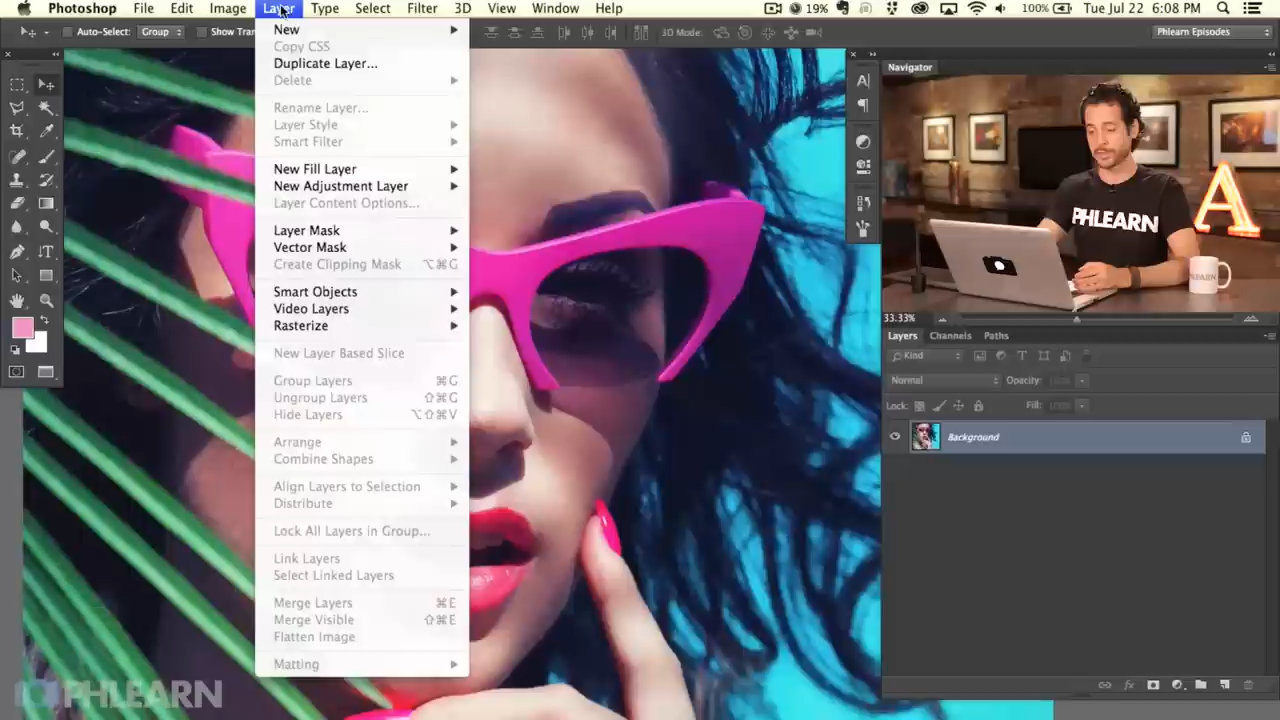 Photoshop File Edit Image Layer Type Select Filter 3D View Window Help 19% 100% Tue Jul 22 6:08 PM
Auto-Select: Group Show Tran 3D Mode: Phlearn Episodes
New
Copy CSS
Duplicate Layer...
Delete
Rename Layer...
Layer Style
Smart Filter
New Fill Layer
New Adjustment Layer
Layer Content Options...
Layer Mask
Vector Mask
Create Clipping Mask ⌥⌘G
Smart Objects
Video Layers
Rasterize
New Layer Based Slice
Group Layers ⌘G
Ungroup Layers ⇧⌘G
Hide Layers ⌥⇧⌘V
Arrange
Combine Shapes
Align Layers to Selection
Distribute
Lock All Layers in Group...
Link Layers
Select Linked Layers
Merge Layers ⌘E
Merge Visible ⇧⌘E
Flatten Image
Matting
Navigator
A
PHLEARN
PHLEARN
33.33%
Layers Channels Paths
Kind
Normal Opacity:
Lock: Fill:
Background
PHLEARN